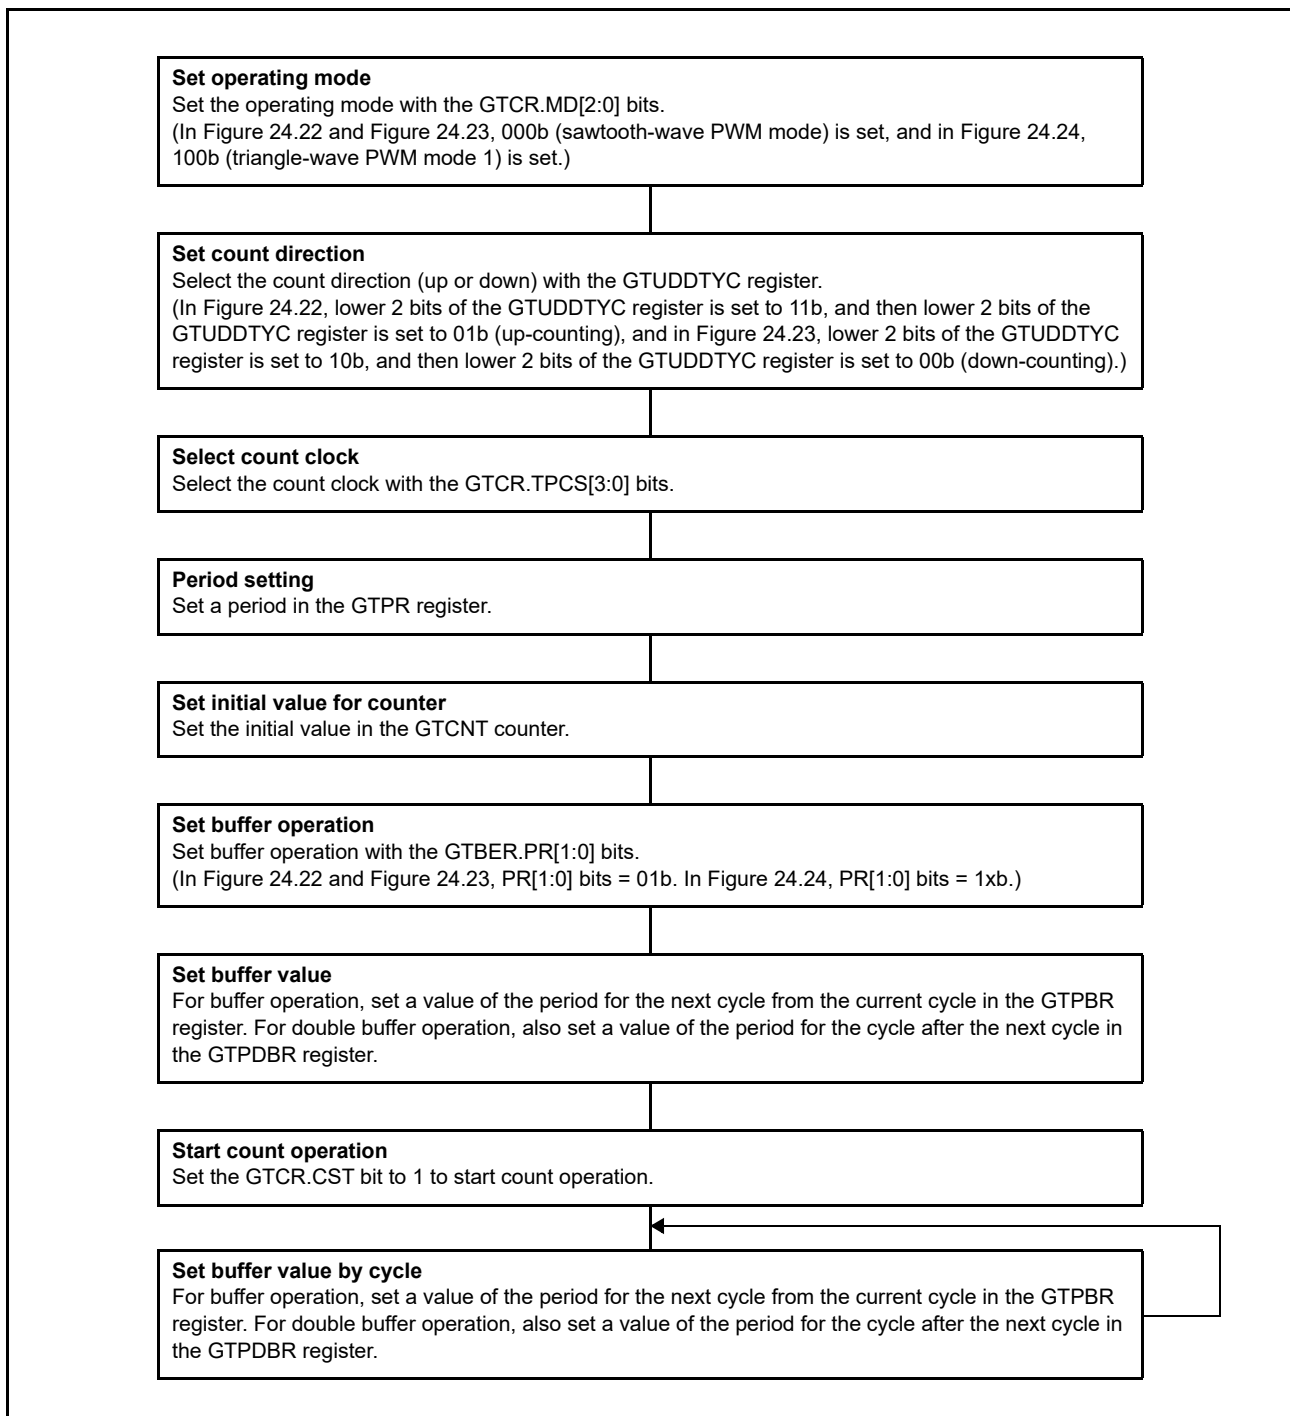 Set operating mode
Set the operating mode with the GTCR.MD[2:0] bits.
(In Figure 24.22 and Figure 24.23, 000b (sawtooth-wave PWM mode) is set, and in Figure 24.24,
100b (triangle-wave PWM mode 1) is set.)
Set count direction
Select the count direction (up or down) with the GTUDDTYC register.
(In Figure 24.22, lower 2 bits of the GTUDDTYC register is set to 11b, and then lower 2 bits of the
GTUDDTYC register is set to 01b (up-counting), and in Figure 24.23, lower 2 bits of the GTUDDTYC
register is set to 10b, and then lower 2 bits of the GTUDDTYC register is set to 00b (down-counting).)
Select count clock
Select the count clock with the GTCR.TPCS[3:0] bits.
Period setting
Set a period in the GTPR register.
Set initial value for counter
Set the initial value in the GTCNT counter.
Set buffer operation
Set buffer operation with the GTBER.PR[1:0] bits.
(In Figure 24.22 and Figure 24.23, PR[1:0] bits = 01b. In Figure 24.24, PR[1:0] bits = 1xb.)
Set buffer value
For buffer operation, set a value of the period for the next cycle from the current cycle in the GTPBR
register. For double buffer operation, also set a value of the period for the cycle after the next cycle in
the GTPDBR register.
Start count operation
Set the GTCR.CST bit to 1 to start count operation.
Set buffer value by cycle
For buffer operation, set a value of the period for the next cycle from the current cycle in the GTPBR
register. For double buffer operation, also set a value of the period for the cycle after the next cycle in
the GTPDBR register.